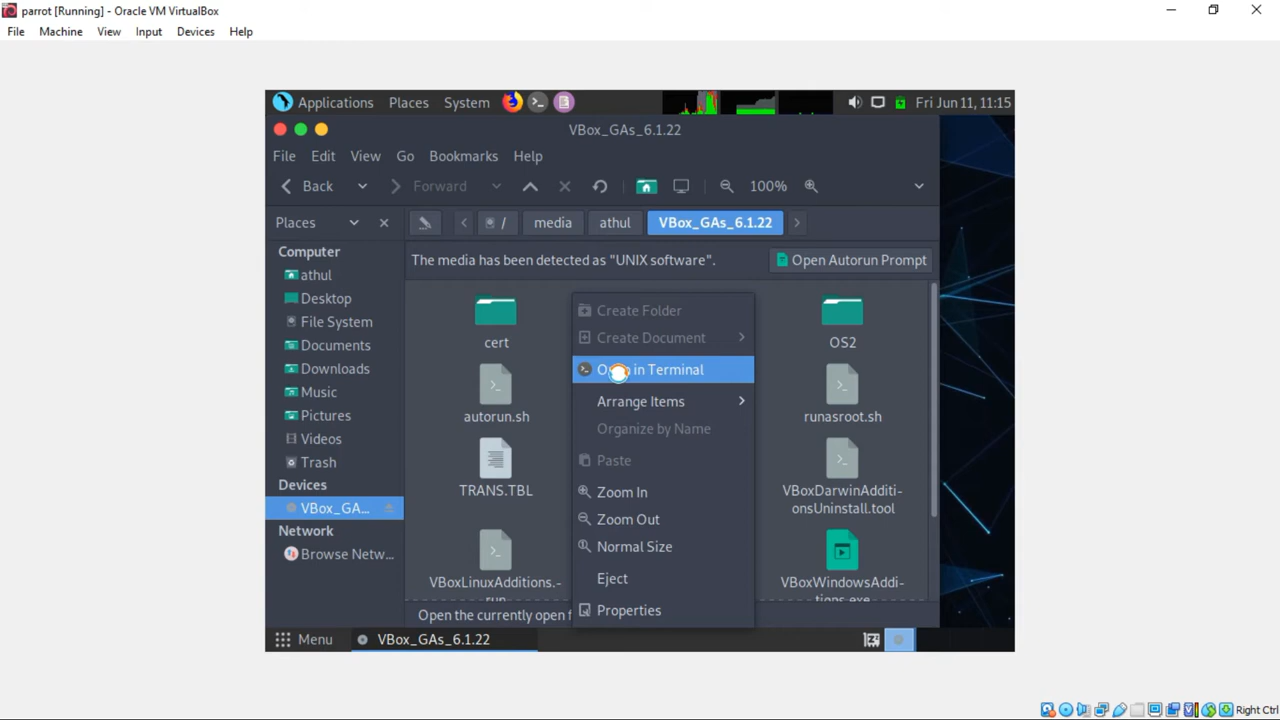 parrot [Running] - Oracle VM VirtualBox
File Machine View Input Devices Help
Applications Places System Fri Jun 11, 11:15
VBox_GAs_6.1.22
File Edit View Go Bookmarks Help
Back Forward 100%
Places / media athul VBox_GAs_6.1.22
Computer
athul
Desktop
File System
Documents
Downloads
Music
Pictures
Videos
Trash
Devices
VBox_GA...
Network
Browse Netw...
The media has been detected as "UNIX software". Open Autorun Prompt
cert
OS2
autorun.sh
runasroot.sh
TRANS.TBL
VBoxDarwinAdditi-
onsUninstall.tool
VBoxLinuxAdditions.-
run
VBoxWindowsAddi-
tions.exe
Create Folder
Create Document
Open in Terminal
Arrange Items
Organize by Name
Paste
Zoom In
Zoom Out
Normal Size
Eject
Properties
Open the currently open
Menu VBox_GAs_6.1.22
Right Ctrl